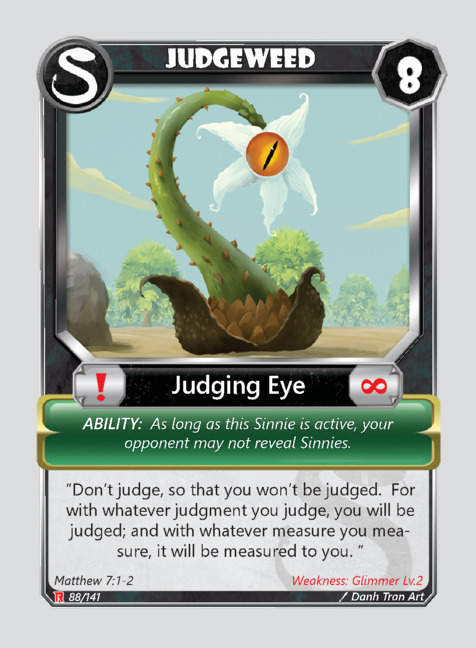 S
JUDGEWEED
8
!
Judging Eye
∞
ABILITY: As long as this Sinnie is active, your
opponent may not reveal Sinnies.
"Don't judge, so that you won't be judged.  For
with whatever judgment you judge, you will be
judged; and with whatever measure you mea-
sure, it will be measured to you. "
Matthew 7:1-2
Weakness: Glimmer Lv.2
R 88/141
Danh Tran Art